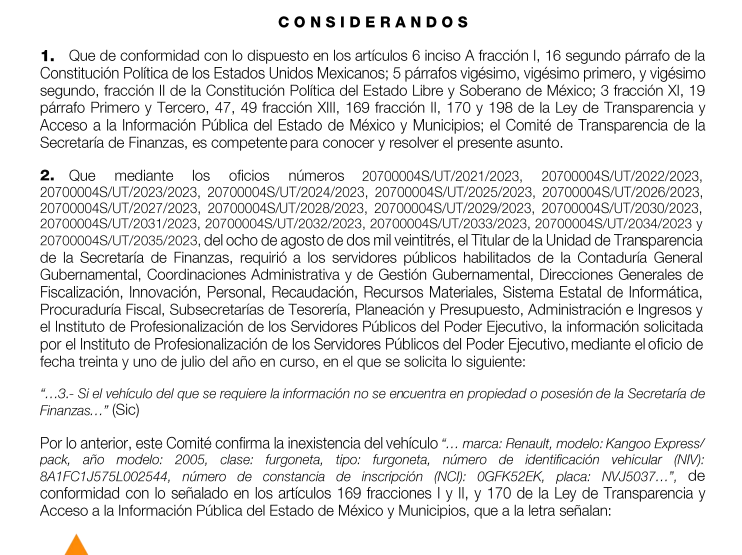 CONSIDERANDOS
1. Que de conformidad con lo dispuesto en los artículos 6 inciso A fracción I, 16 segundo párrafo de la
Constitución Política de los Estados Unidos Mexicanos; 5 párrafos vigésimo, vigésimo primero, y vigésimo
segundo, fracción II de la Constitución Política del Estado Libre y Soberano de México; 3 fracción XI, 19
párrafo Primero y Tercero, 47, 49 fracción XIII, 169 fracción II, 170 y 198 de la Ley de Transparencia y
Acceso a la Información Pública del Estado de México y Municipios; el Comité de Transparencia de la
Secretaría de Finanzas, es competente para conocer y resolver el presente asunto.
2. Que mediante los oficios números 20700004S/UT/2021/2023, 20700004S/UT/2022/2023,
20700004S/UT/2023/2023, 20700004S/UT/2024/2023, 20700004S/UT/2025/2023, 20700004S/UT/2026/2023,
20700004S/UT/2027/2023, 20700004S/UT/2028/2023, 20700004S/UT/2029/2023, 20700004S/UT/2030/2023,
20700004S/UT/2031/2023, 20700004S/UT/2032/2023, 20700004S/UT/2033/2023, 20700004S/UT/2034/2023 y
20700004S/UT/2035/2023, del ocho de agosto de dos mil veintitrés, el Titular de la Unidad de Transparencia
de la Secretaría de Finanzas, requirió a los servidores públicos habilitados de la Contaduría General
Gubernamental, Coordinaciones Administrativa y de Gestión Gubernamental, Direcciones Generales de
Fiscalización, Innovación, Personal, Recaudación, Recursos Materiales, Sistema Estatal de Informática,
Procuraduría Fiscal, Subsecretarías de Tesorería, Planeación y Presupuesto, Administración e Ingresos y
el Instituto de Profesionalización de los Servidores Públicos del Poder Ejecutivo, la información solicitada
por el Instituto de Profesionalización de los Servidores Públicos del Poder Ejecutivo, mediante el oficio de
fecha treinta y uno de julio del año en curso, en el que se solicita lo siguiente:
“…3.- Si el vehículo del que se requiere la información no se encuentra en propiedad o posesión de la Secretaría de
Finanzas…” (Sic)
Por lo anterior, este Comité confirma la inexistencia del vehículo “… marca: Renault, modelo: Kangoo Express/
pack, año modelo: 2005, clase: furgoneta, tipo: furgoneta, número de identificación vehicular (NIV):
8A1FC1J575L002544, número de constancia de inscripción (NCI): 0GFK52EK, placa: NVJ5037…”, de
conformidad con lo señalado en los artículos 169 fracciones I y II, y 170 de la Ley de Transparencia y
Acceso a la Información Pública del Estado de México y Municipios, que a la letra señalan: